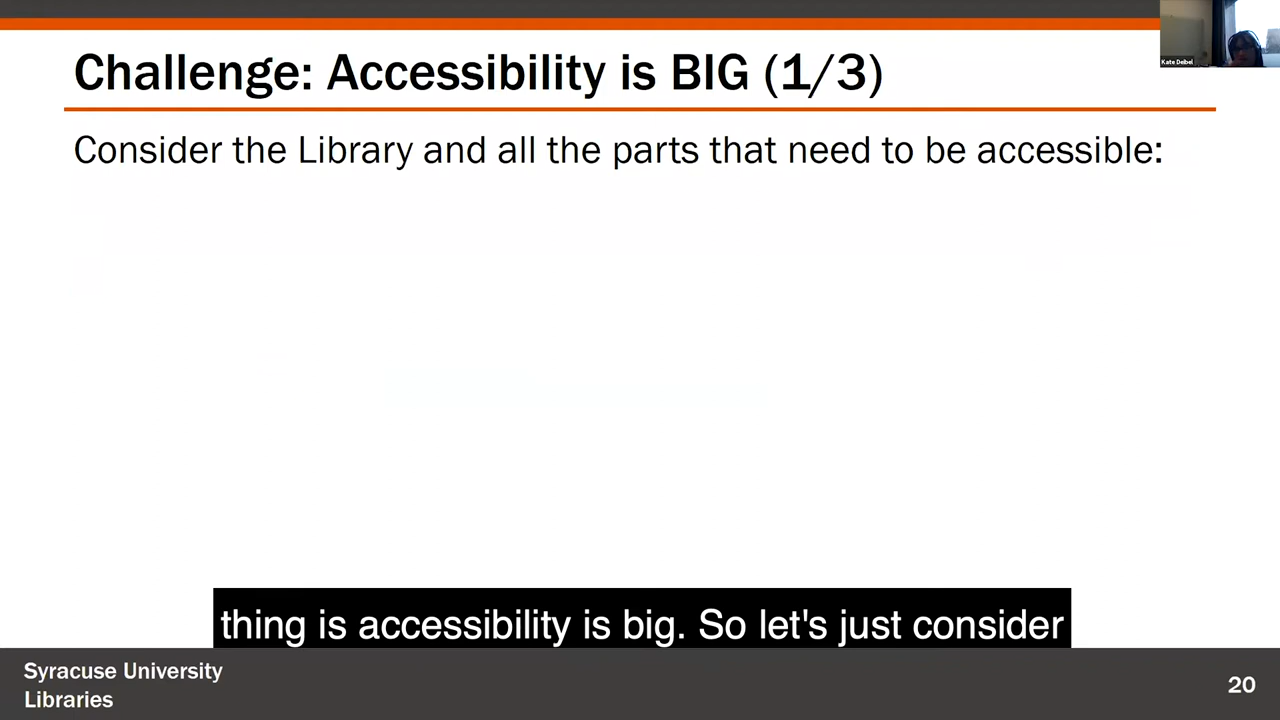 Challenge: Accessibility is BIG (1/3)
Kate Deibel
Consider the Library and all the parts that need to be accessible:
thing is accessibility is big. So let's just consider
Syracuse University
Libraries
20